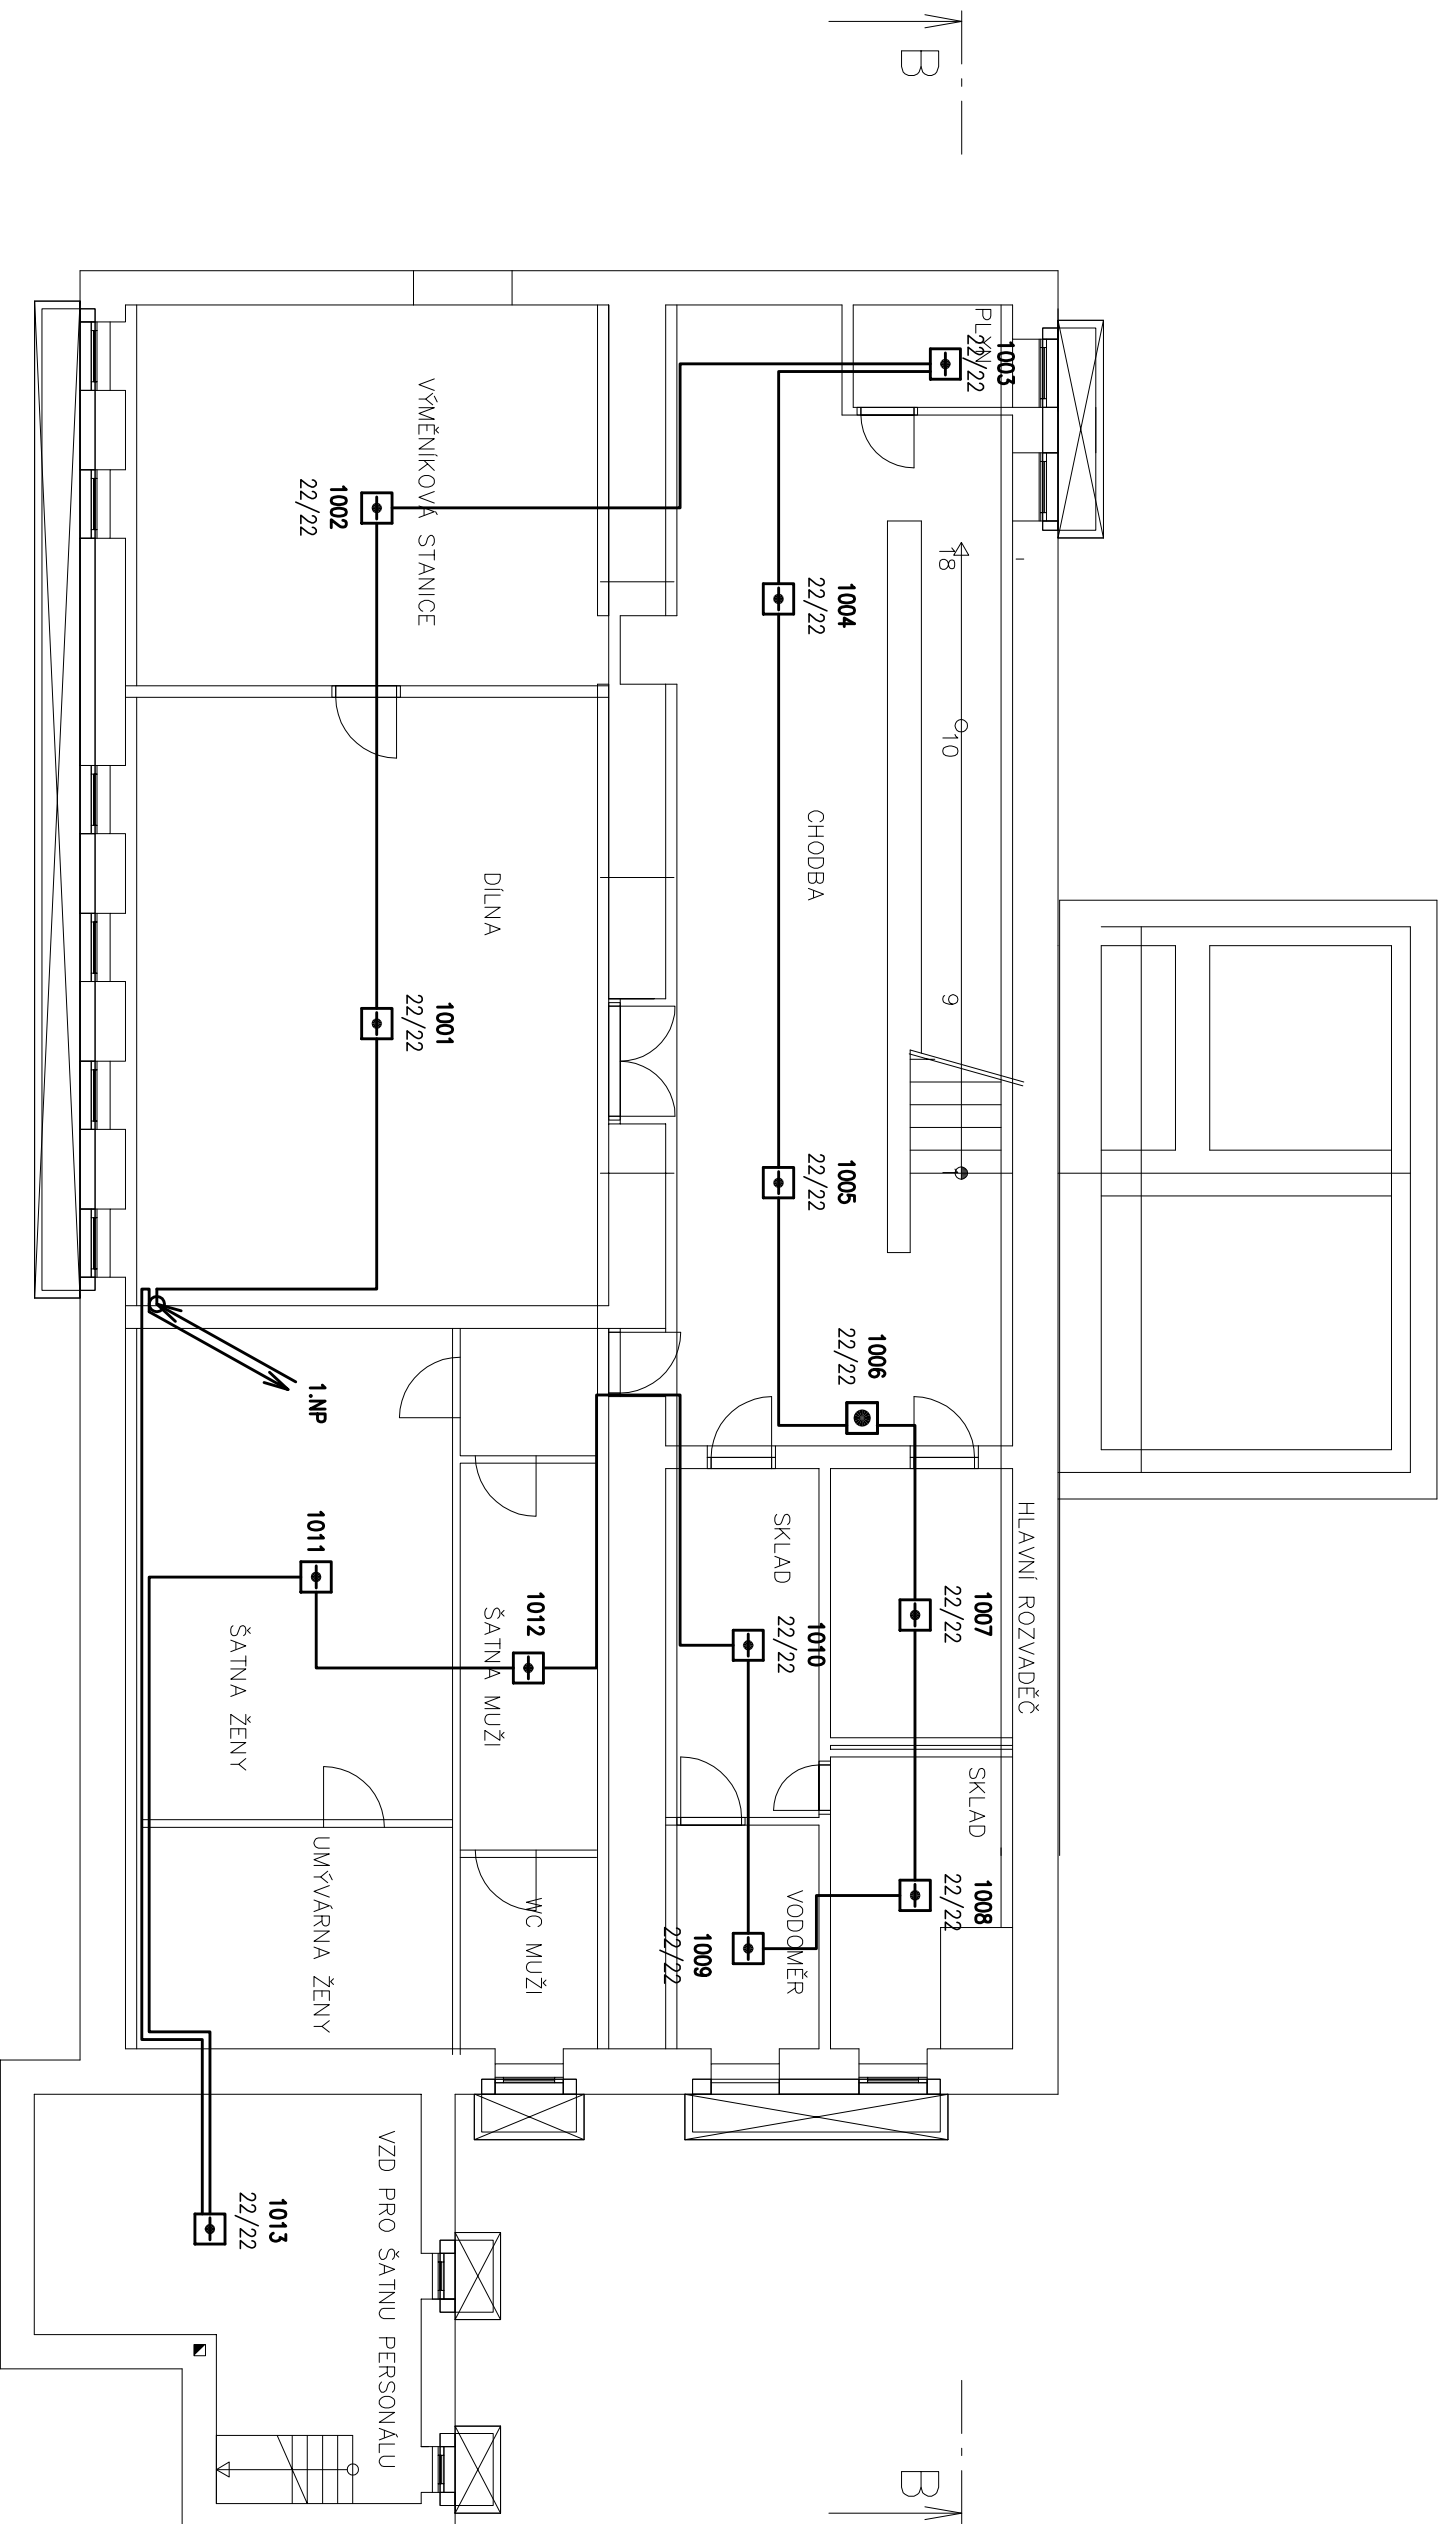 B
PLYN
1003
22/22
VÝMĚNÍKOVÁ STANICE
1002
22/22
1004
22/22
18
10
9
1
CHODBA
DÍLNA
1001
22/22
1005
22/22
1006
22/22
1.NP
HLAVNÍ ROZVADĚČ
1007
22/22
SKLAD
1010
22/22
1011
1012
ŠATNA MUŽI
ŠATNA ŽENY
SKLAD
1008
22/22
VODOMĚR
1009
22/22
WC MUŽI
UMÝVÁRNA ŽENY
VZD PRO ŠATNU PERSONÁLU
1013
22/22
B